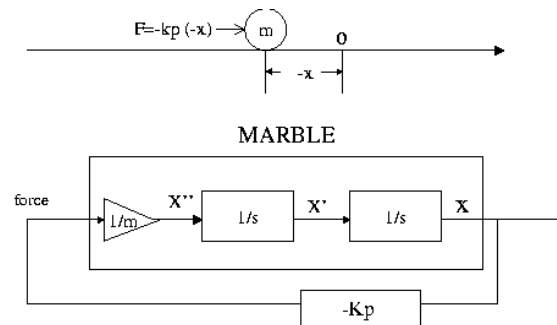 F=-kp (-x)
m
0
-x
MARBLE
force
1/m
X''
1/s
X'
1/s
X
-Kp